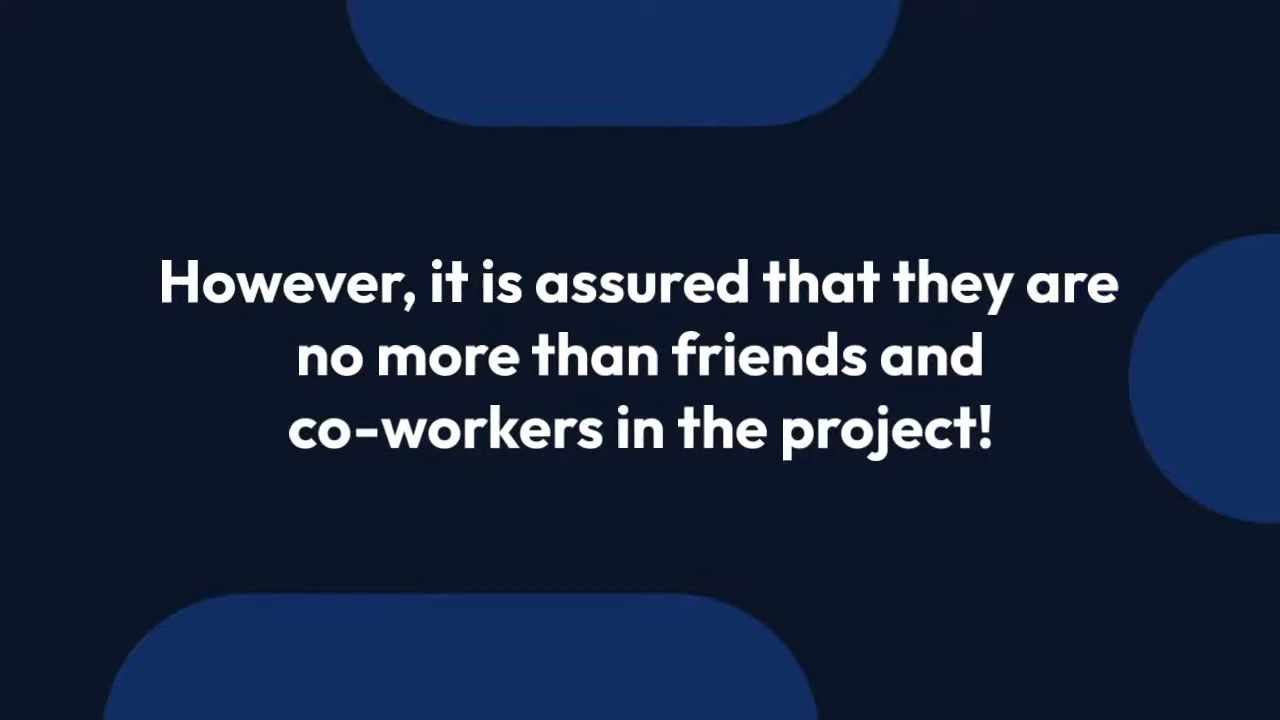 However, it is assured that they are
no more than friends and
co-workers in the project!